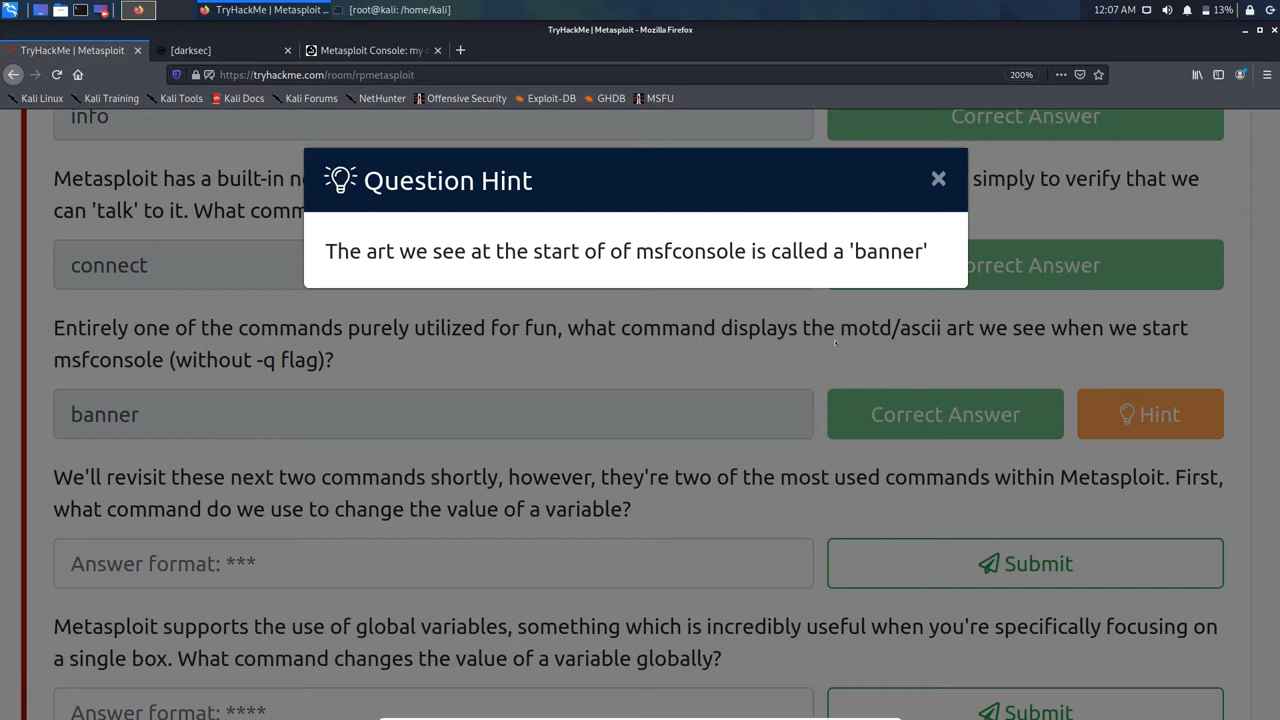 TryHackMe | Metasploit ...
[root@kali: /home/kali]
12:07 AM
13%
TryHackMe | Metasploit - Mozilla Firefox
TryHackMe | Metasploit
[darksec]
Metasploit Console: my c
https://tryhackme.com/room/rpmetasploit
200%
Kali Linux
Kali Training
Kali Tools
Kali Docs
Kali Forums
NetHunter
Offensive Security
Exploit-DB
GHDB
MSFU
info
Correct Answer
Question Hint
The art we see at the start of of msfconsole is called a 'banner'
Metasploit has a built-in ne simply to verify that we
can 'talk' to it. What comm
connect
orrect Answer
Entirely one of the commands purely utilized for fun, what command displays the motd/ascii art we see when we start
msfconsole (without -q flag)?
banner
Correct Answer
Hint
We'll revisit these next two commands shortly, however, they're two of the most used commands within Metasploit. First,
what command do we use to change the value of a variable?
Answer format: ***
Submit
Metasploit supports the use of global variables, something which is incredibly useful when you're specifically focusing on
a single box. What command changes the value of a variable globally?
Answer format: ****
Submit